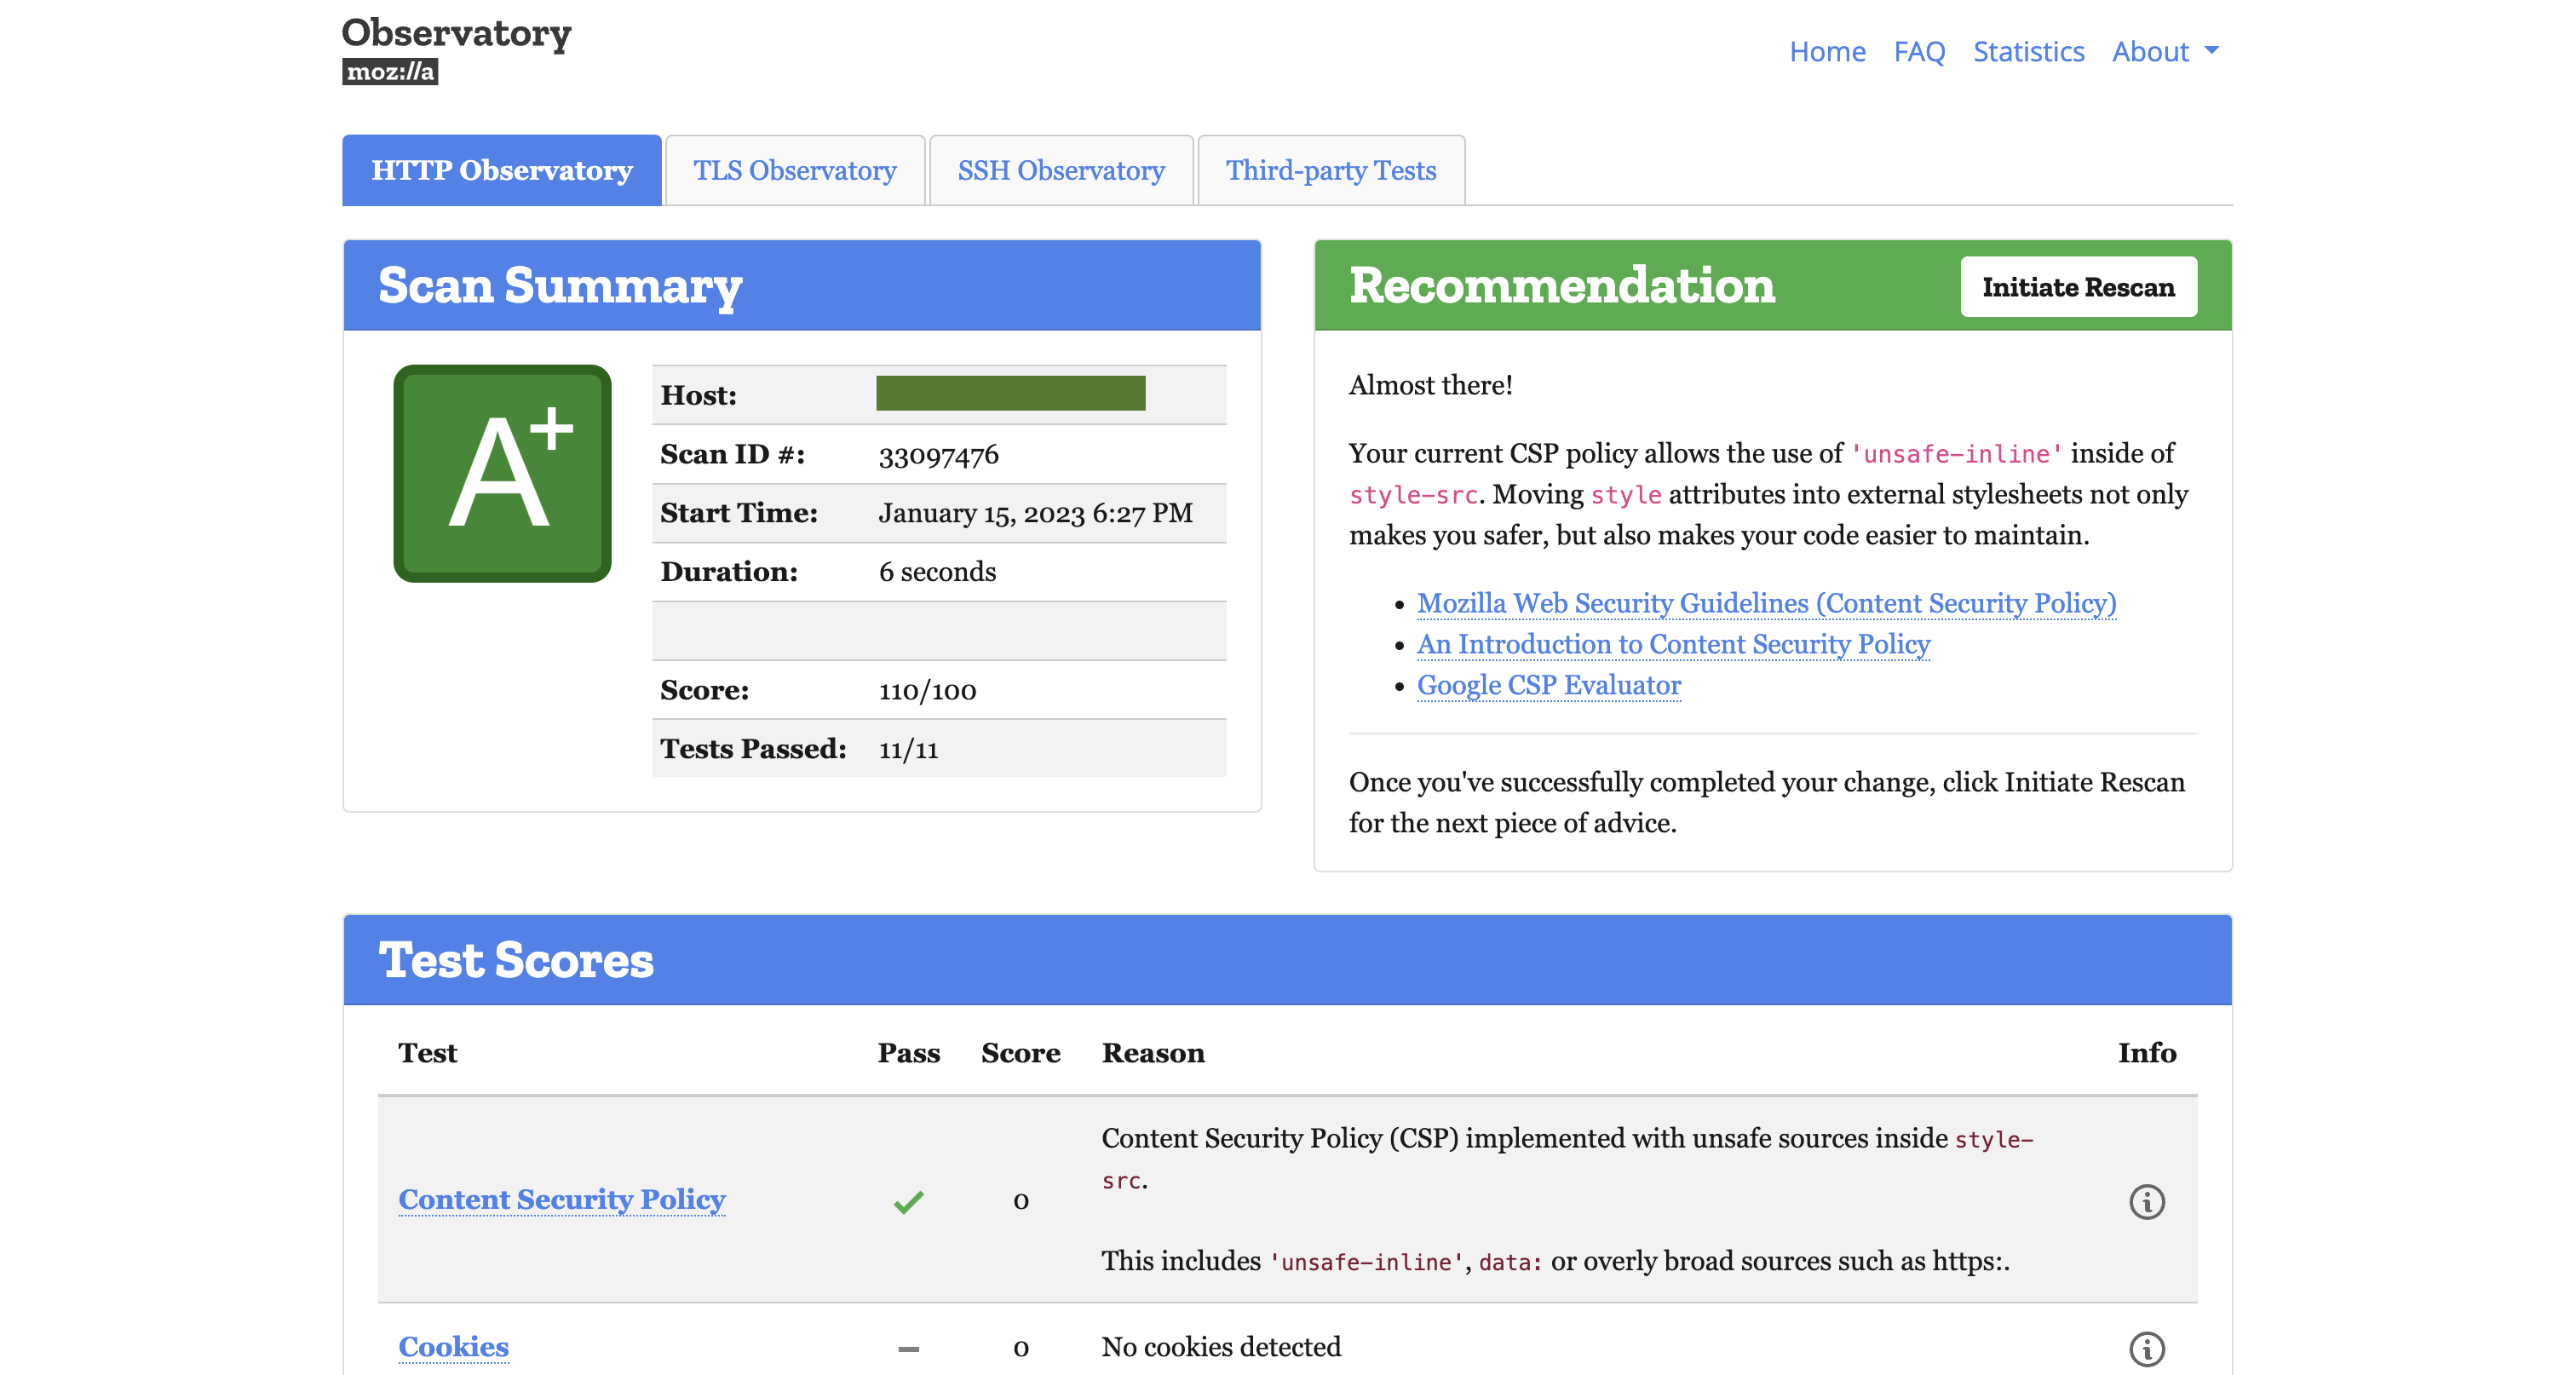 Observatory
moz://a
Home FAQ Statistics About
HTTP Observatory TLS Observatory SSH Observatory Third-party Tests
Scan Summary
A+
Host:
Scan ID #: 33097476
Start Time: January 15, 2023 6:27 PM
Duration: 6 seconds
Score: 110/100
Tests Passed: 11/11
Recommendation Initiate Rescan
Almost there!
Your current CSP policy allows the use of 'unsafe-inline' inside of
style-src. Moving style attributes into external stylesheets not only
makes you safer, but also makes your code easier to maintain.
• Mozilla Web Security Guidelines (Content Security Policy)
• An Introduction to Content Security Policy
• Google CSP Evaluator
Once you've successfully completed your change, click Initiate Rescan
for the next piece of advice.
Test Scores
Test Pass Score Reason Info
Content Security Policy 0 Content Security Policy (CSP) implemented with unsafe sources inside style-
src.
This includes 'unsafe-inline', data: or overly broad sources such as https:.
Cookies – 0 No cookies detected